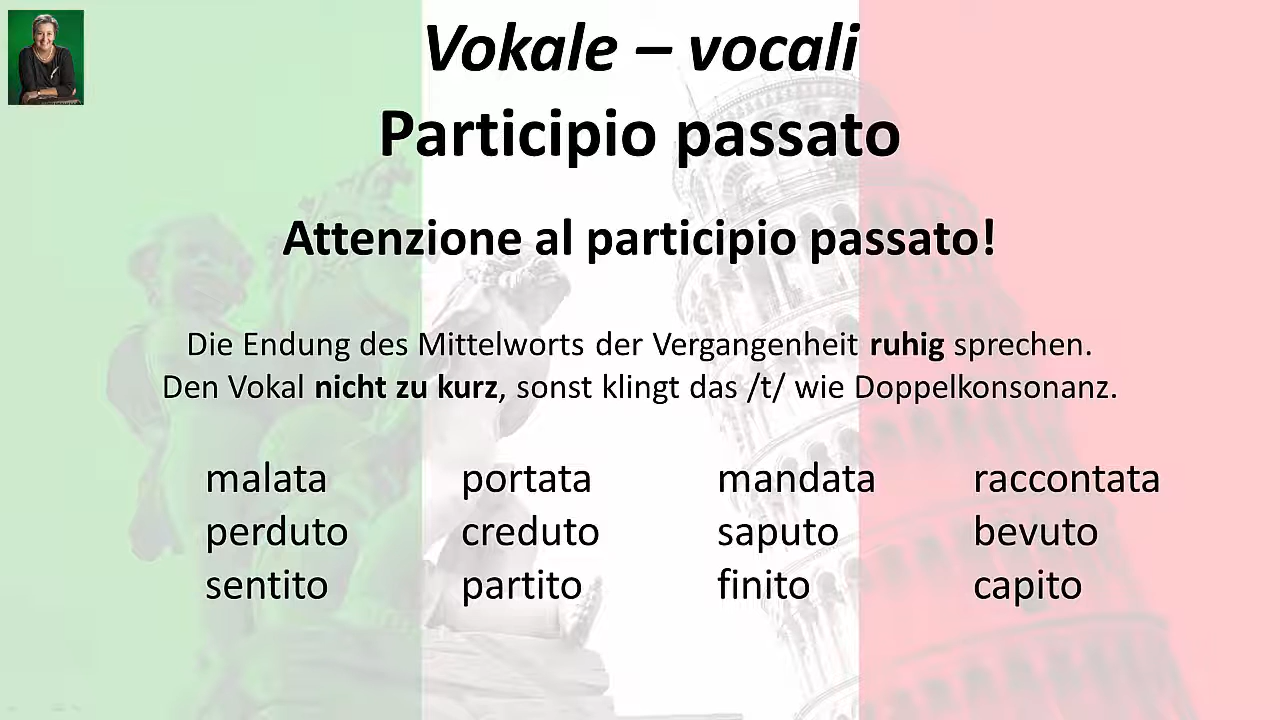 Vokale – vocali
Participio passato
Attenzione al participio passato!
Die Endung des Mittelworts der Vergangenheit ruhig sprechen.
Den Vokal nicht zu kurz, sonst klingt das /t/ wie Doppelkonsonanz.
malata portata mandata raccontata
perduto creduto saputo bevuto
sentito partito finito capito